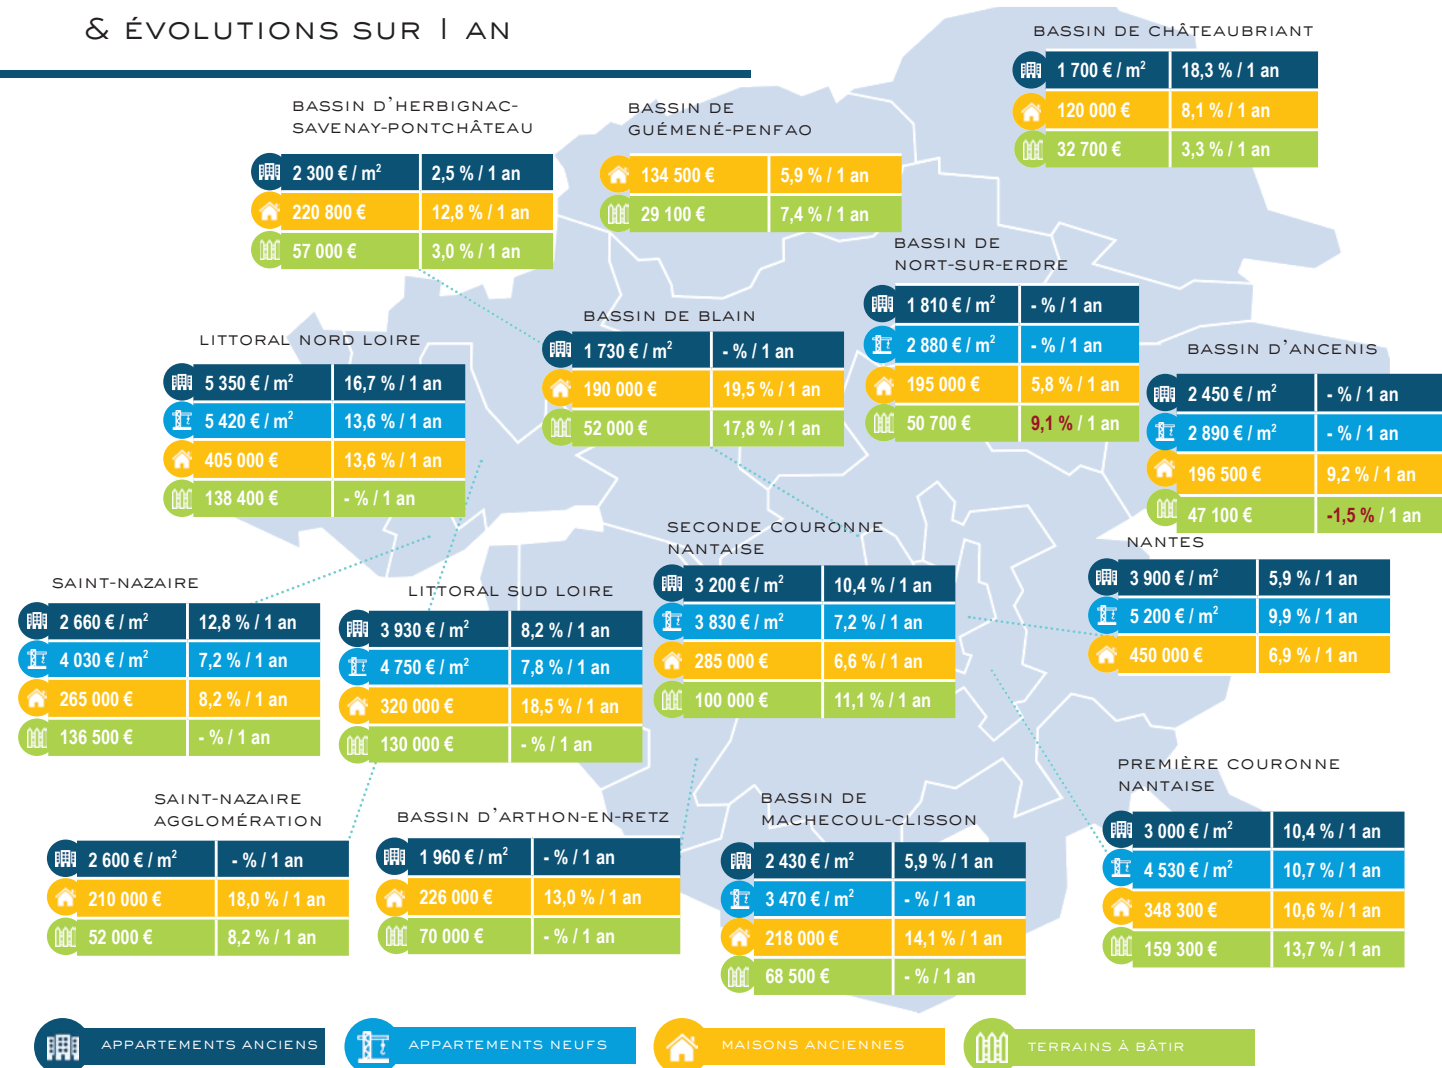 & ÉVOLUTIONS SUR 1 AN
BASSIN DE CHÂTEAUBRIANT
1 700 € / m² 18,3 % / 1 an
120 000 € 8,1 % / 1 an
32 700 € 3,3 % / 1 an
BASSIN D'HERBIGNAC-
SAVENAY-PONTCHÂTEAU
2 300 € / m² 2,5 % / 1 an
220 800 € 12,8 % / 1 an
57 000 € 3,0 % / 1 an
BASSIN DE
GUÉMENÉ-PENFAO
134 500 € 5,9 % / 1 an
29 100 € 7,4 % / 1 an
BASSIN DE
NORT-SUR-ERDRE
1 810 € / m² - % / 1 an
2 880 € / m² - % / 1 an
195 000 € 5,8 % / 1 an
50 700 € 9,1 % / 1 an
LITTORAL NORD LOIRE
5 350 € / m² 16,7 % / 1 an
5 420 € / m² 13,6 % / 1 an
405 000 € 13,6 % / 1 an
138 400 € - % / 1 an
BASSIN DE BLAIN
1 730 € / m² - % / 1 an
190 000 € 19,5 % / 1 an
52 000 € 17,8 % / 1 an
BASSIN D'ANCENIS
2 450 € / m² - % / 1 an
2 890 € / m² - % / 1 an
196 500 € 9,2 % / 1 an
47 100 € -1,5 % / 1 an
SAINT-NAZAIRE
2 660 € / m² 12,8 % / 1 an
4 030 € / m² 7,2 % / 1 an
265 000 € 8,2 % / 1 an
136 500 € - % / 1 an
LITTORAL SUD LOIRE
3 930 € / m² 8,2 % / 1 an
4 750 € / m² 7,8 % / 1 an
320 000 € 18,5 % / 1 an
130 000 € - % / 1 an
SECONDE COURONNE
NANTAISE
3 200 € / m² 10,4 % / 1 an
3 830 € / m² 7,2 % / 1 an
285 000 € 6,6 % / 1 an
100 000 € 11,1 % / 1 an
NANTES
3 900 € / m² 5,9 % / 1 an
5 200 € / m² 9,9 % / 1 an
450 000 € 6,9 % / 1 an
SAINT-NAZAIRE
AGGLOMÉRATION
2 600 € / m² - % / 1 an
210 000 € 18,0 % / 1 an
52 000 € 8,2 % / 1 an
BASSIN D'ARTHON-EN-RETZ
1 960 € / m² - % / 1 an
226 000 € 13,0 % / 1 an
70 000 € - % / 1 an
BASSIN DE
MACHECOUL-CLISSON
2 430 € / m² 5,9 % / 1 an
3 470 € / m² - % / 1 an
218 000 € 14,1 % / 1 an
68 500 € - % / 1 an
PREMIÈRE COURONNE
NANTAISE
3 000 € / m² 10,4 % / 1 an
4 530 € / m² 10,7 % / 1 an
348 300 € 10,6 % / 1 an
159 300 € 13,7 % / 1 an
APPARTEMENTS ANCIENS
APPARTEMENTS NEUFS
MAISONS ANCIENNES
TERRAINS À BÂTIR